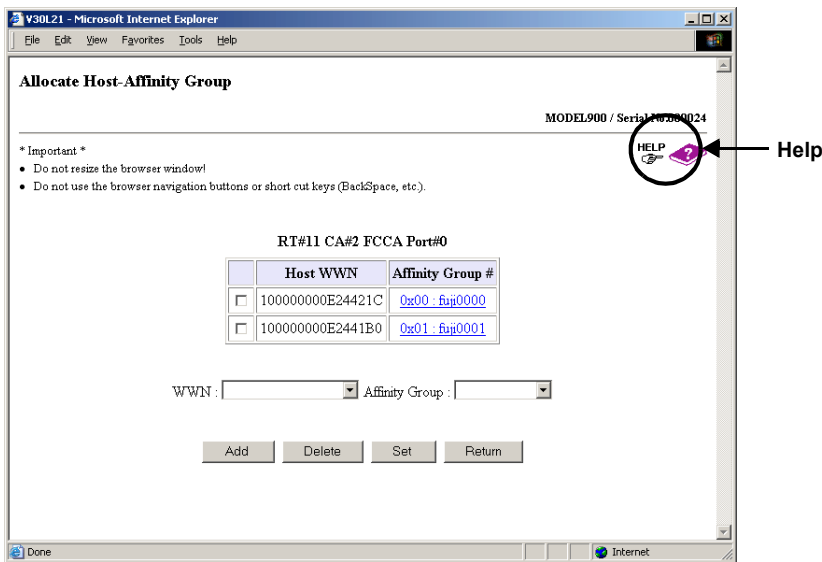 V30L21 - Microsoft Internet Explorer
File Edit View Favorites Tools Help
Allocate Host-Affinity Group
MODEL900 / Serial
* Important *
HELP
Help
• Do not resize the browser window!
• Do not use the browser navigation buttons or short cut keys (BackSpace, etc.).
RT#11 CA#2 FCCA Port#0
Host WWN Affinity Group #
100000000E24421C 0x00 : fuji0000
100000000E2441B0 0x01 : fuji0001
WWN : Affinity Group :
Add Delete Set Return
Done Internet